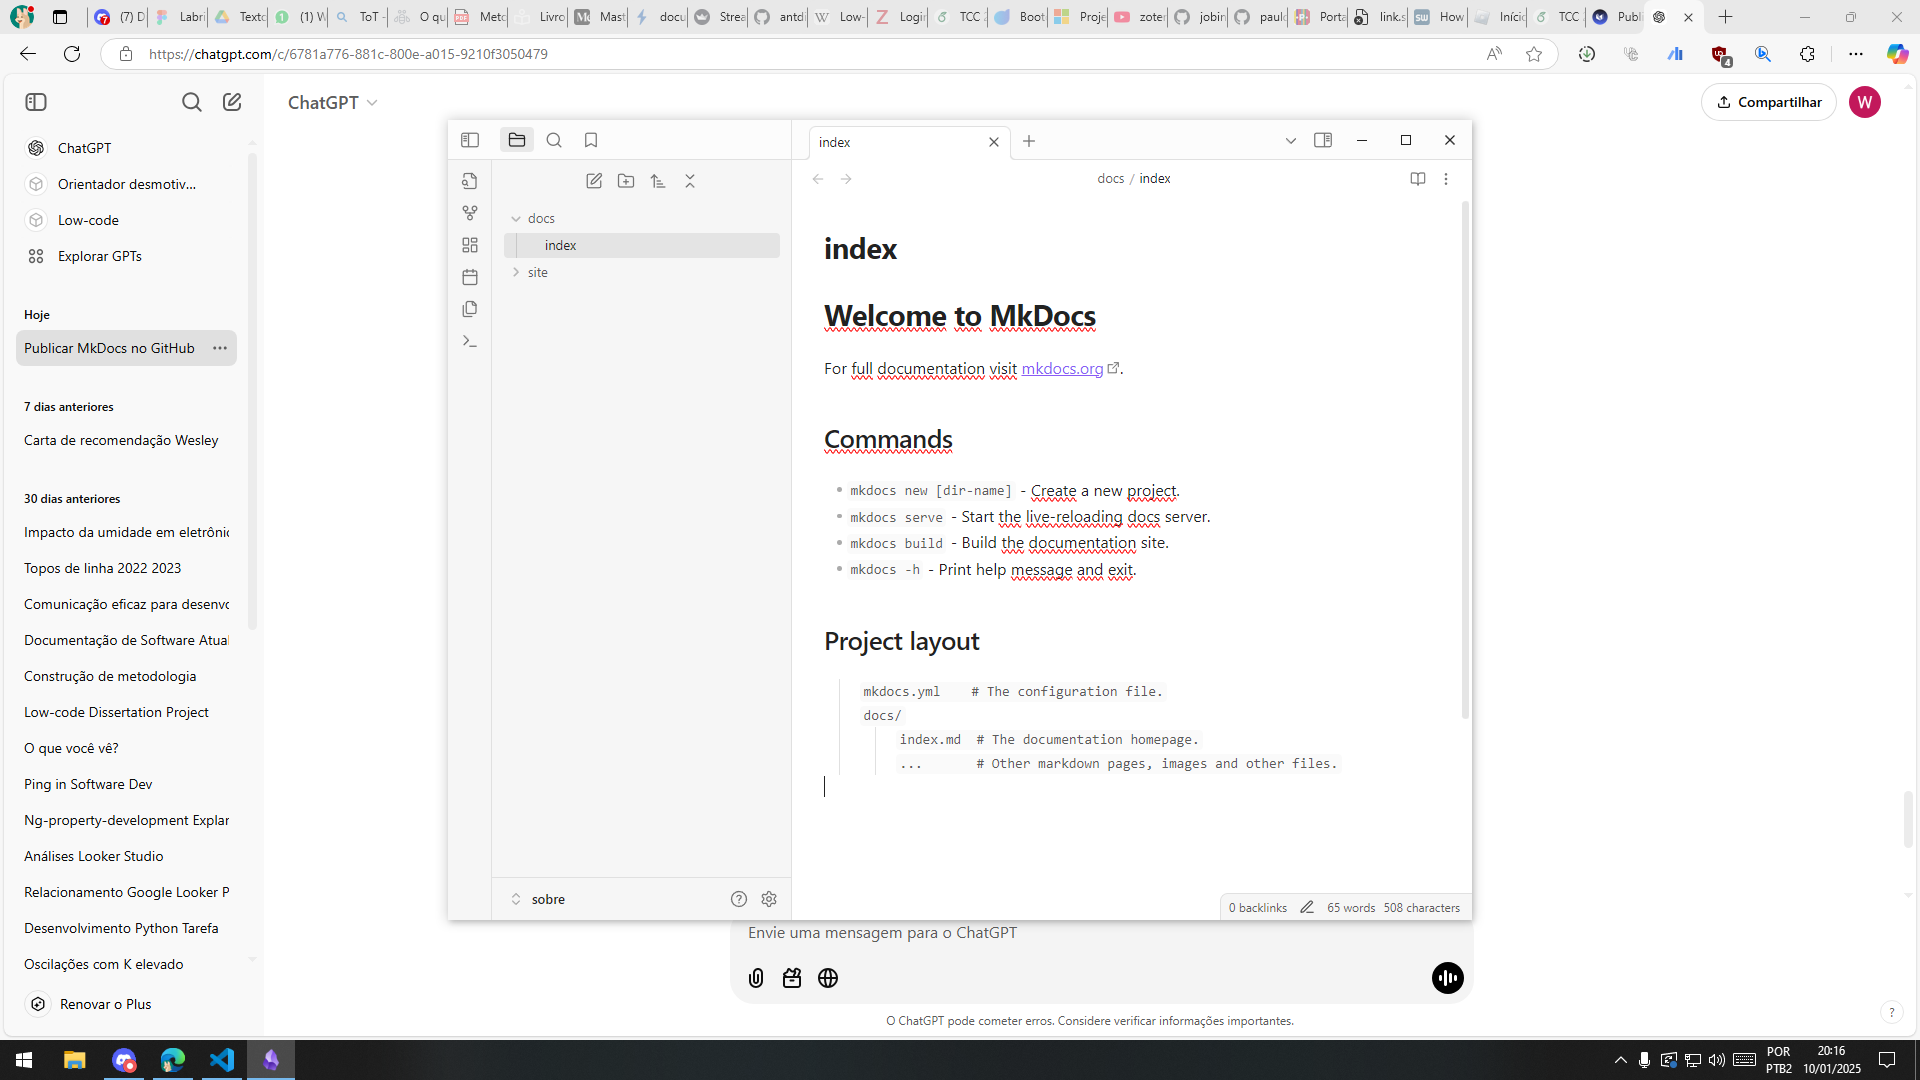 (7) D
Labri
Texto
(1) W
ToT -
O qu
Meto
Livro
Mast
docu
Strea
antdi
Low-
Login
TCC
Boot
Proje
zoter
jobin
paulo
Porta
link.s
How
Início
TCC
Publi
https://chatgpt.com/c/6781a776-881c-800e-a015-9210f3050479
4
ChatGPT
Compartilhar
W
ChatGPT
Orientador desmotiv...
Low-code
Explorar GPTs
Hoje
Publicar MkDocs no GitHub
7 dias anteriores
Carta de recomendação Wesley
30 dias anteriores
Impacto da umidade em eletrônic
Topos de linha 2022 2023
Comunicação eficaz para desenvo
Documentação de Software Atual
Construção de metodologia
Low-code Dissertation Project
O que você vê?
Ping in Software Dev
Ng-property-development Explar
Análises Looker Studio
Relacionamento Google Looker P
Desenvolvimento Python Tarefa
Oscilações com K elevado
Renovar o Plus
index
docs / index
docs
index
site
sobre
index
Welcome to MkDocs
For full documentation visit mkdocs.org.
Commands
mkdocs new [dir-name] - Create a new project.
mkdocs serve - Start the live-reloading docs server.
mkdocs build - Build the documentation site.
mkdocs -h - Print help message and exit.
Project layout
mkdocs.yml # The configuration file.
docs/
index.md # The documentation homepage.
... # Other markdown pages, images and other files.
0 backlinks
65 words
508 characters
Envie uma mensagem para o ChatGPT
O ChatGPT pode cometer erros. Considere verificar informações importantes.
?
POR
PTB2
20:16
10/01/2025